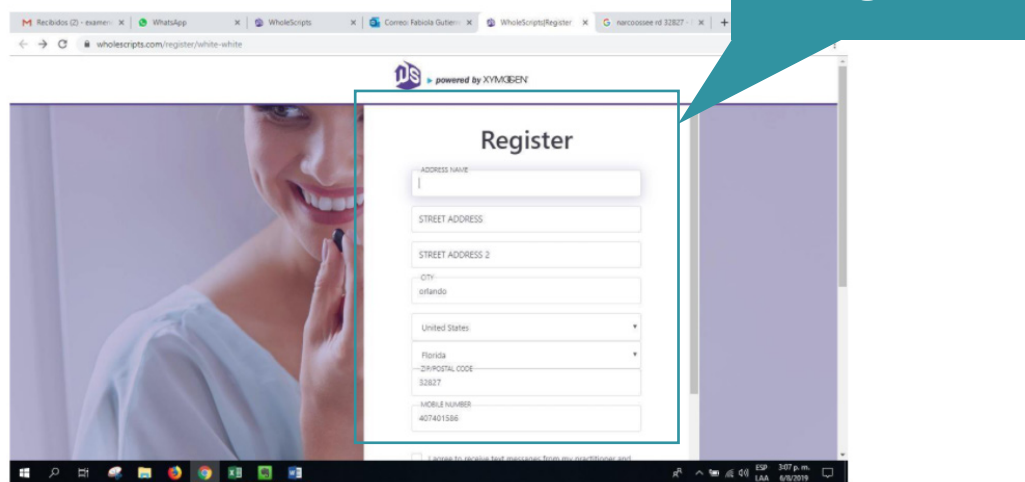 Recibidos (2) - examen
WhatsApp
WholeScripts
Correo: Fabiola Gutierr
WholeScripts|Register
narcoossee rd 32827 -
wholescripts.com/register/white-white
powered by XYMOGEN
Register
ADDRESS NAME
STREET ADDRESS
STREET ADDRESS 2
CITY
orlando
United States
Florida
ZIP/POSTAL CODE
32827
MOBILE NUMBER
407401586
I agree to receive text messages from my practitioner and
ESP 3:07 p. m.
LAA 6/8/2019